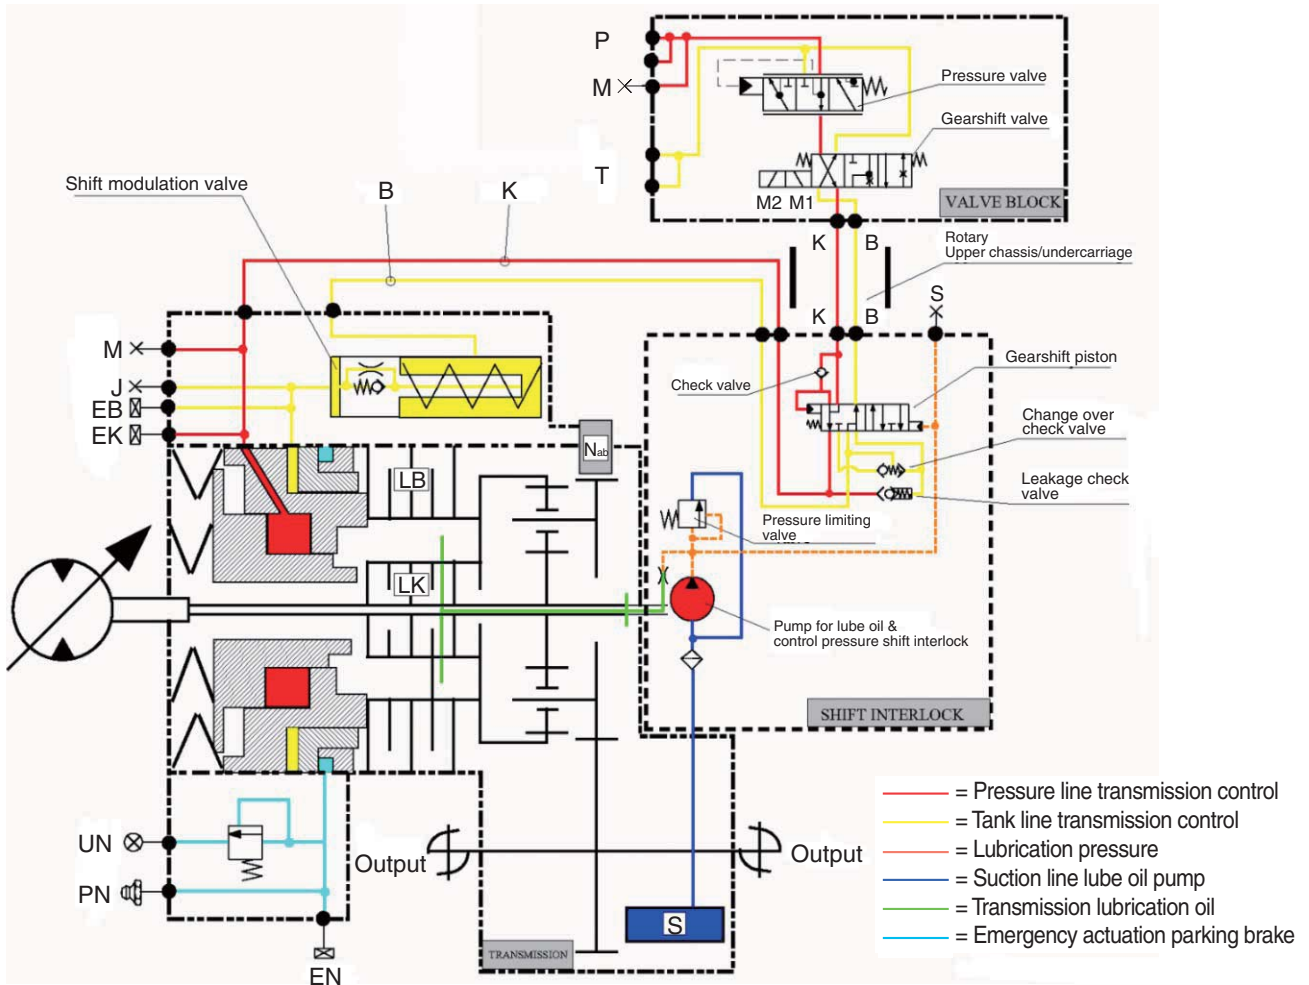 P
Pressure valve
M
Gearshift valve
T
Shift modulation valve
B
K
M2 M1
VALVE BLOCK
K
B
Rotary
Upper chassis/undercarriage
S
K
B
M
Gearshift piston
Check valve
J
EB
Change over
check valve
EK
Nab
LB
Leakage check
valve
Pressure limiting
valve
LK
Pump for lube oil &
control pressure shift interlock
SHIFT INTERLOCK
= Pressure line transmission control
= Tank line transmission control
= Lubrication pressure
= Suction line lube oil pump
= Transmission lubrication oil
= Emergency actuation parking brake
UN
Output
Output
PN
S
TRANSMISSION
EN